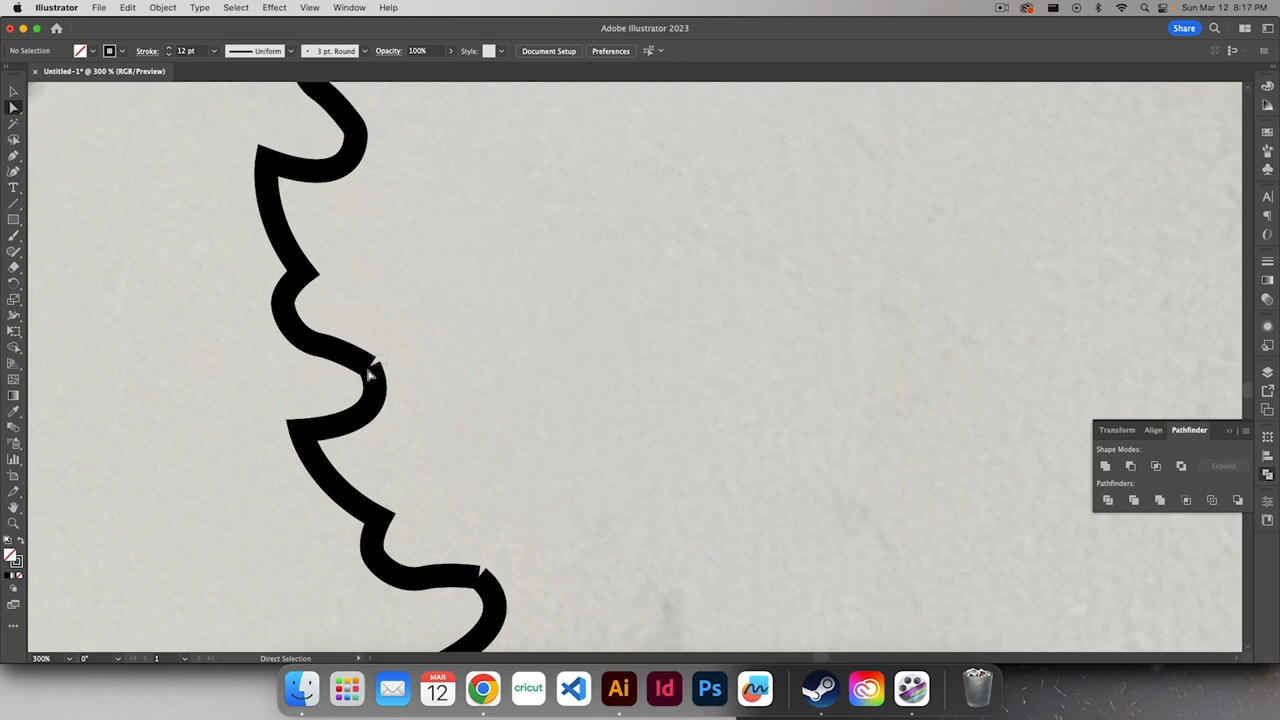 Illustrator File Edit Object Type Select Effect View Window Help Sun Mar 12 8:17 PM
Adobe Illustrator 2023 Share
No Selection Stroke: 12 pt Uniform 3 pt. Round Opacity: 100% Style: Document Setup Preferences
× Untitled-1* @ 300 % (RGB/Preview)
Transform Align Pathfinder
Shape Modes:
Expand
Pathfinders:
300% 0° 1 Direct Selection
MAR
12 cricut Ai Id Ps